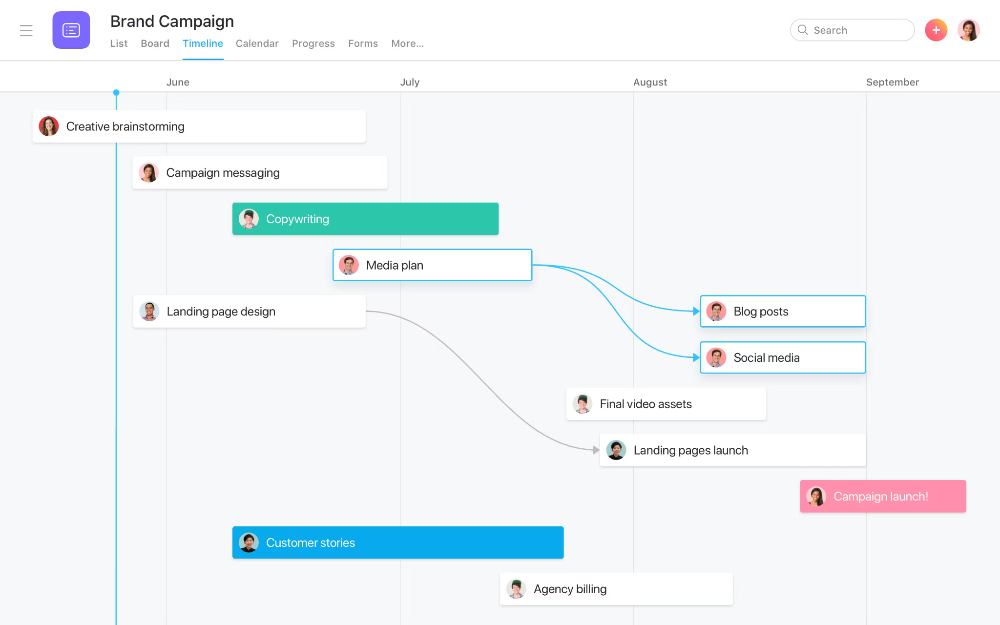 Brand Campaign
List Board Timeline Calendar Progress Forms More...
Search
June July August September
Creative brainstorming
Campaign messaging
Copywriting
Media plan
Landing page design
Blog posts
Social media
Final video assets
Landing pages launch
Campaign launch!
Customer stories
Agency billing